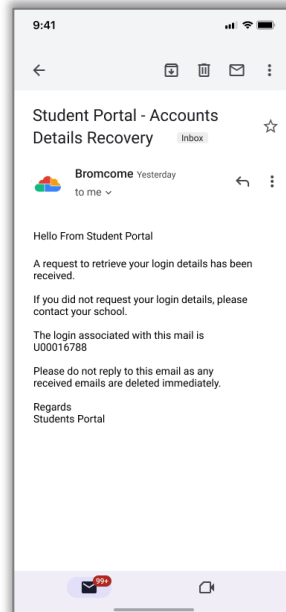 9:41
Student Portal - Accounts
Details Recovery Inbox
Bromcome Yesterday
to me
Hello From Student Portal
A request to retrieve your login details has been
received.
If you did not request your login details, please
contact your school.
The login associated with this mail is
U00016788
Please do not reply to this email as any
received emails are deleted immediately.
Regards
Students Portal
99+